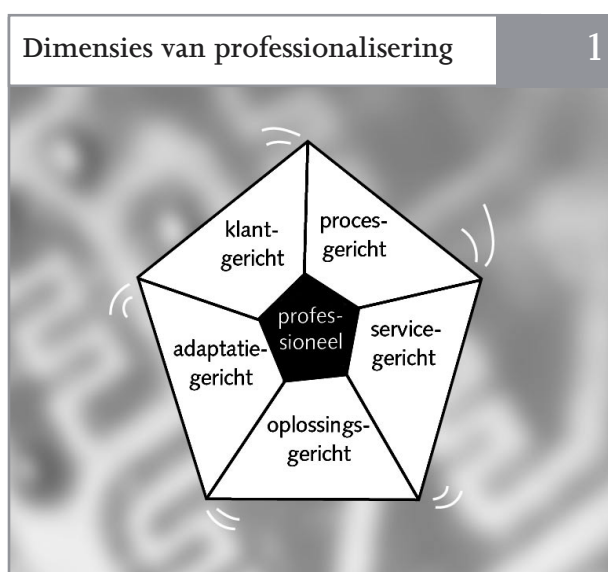 Dimensies van professionalisering 1
klant-
gericht
proces-
gericht
profes-
sioneel
service-
gericht
adaptatie-
gericht
oplossings-
gericht